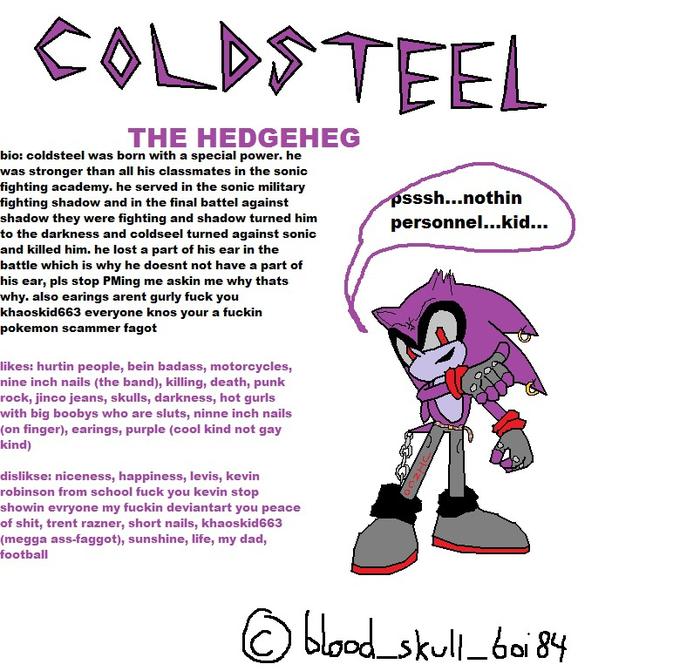 COLDSTEEL
THE HEDGEHEG
bio: coldsteel was born with a special power. he
was stronger than all his classmates in the sonic
fighting academy. he served in the sonic military
fighting shadow and in the final battel against
shadow they were fighting and shadow turned him
to the darkness and coldseel turned against sonic
and killed him. he lost a part of his ear in the
battle which is why he doesnt not have a part of
his ear, pls stop PMing me askin me why thats
why. also earings arent gurly fuck you
khaoskid663 everyone knos your a fuckin
pokemon scammer fagot
likes: hurtin people, bein badass, motorcycles,
nine inch nails (the band), killing, death, punk
rock, jinco jeans, skulls, darkness, hot gurls
with big boobys who are sluts, ninne inch nails
(on finger), earings, purple (cool kind not gay
kind)
dislikse: niceness, happiness, levis, kevin
robinson from school fuck you kevin stop
showin evryone my fuckin deviantart you peace
of shit, trent razner, short nails, khaoskid663
(megga ass-faggot), sunshine, life, my dad,
football
psssh...nothin
personnel...kid...
© blood_skull_boi84